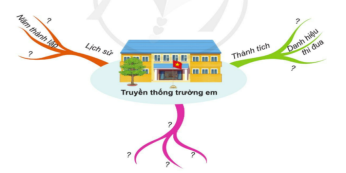 ?
Năm thành lập
?
Lịch sử
Thành tích
?
Danh hiệu
thi đua
?
Truyền thống trường em
?
?
?
?